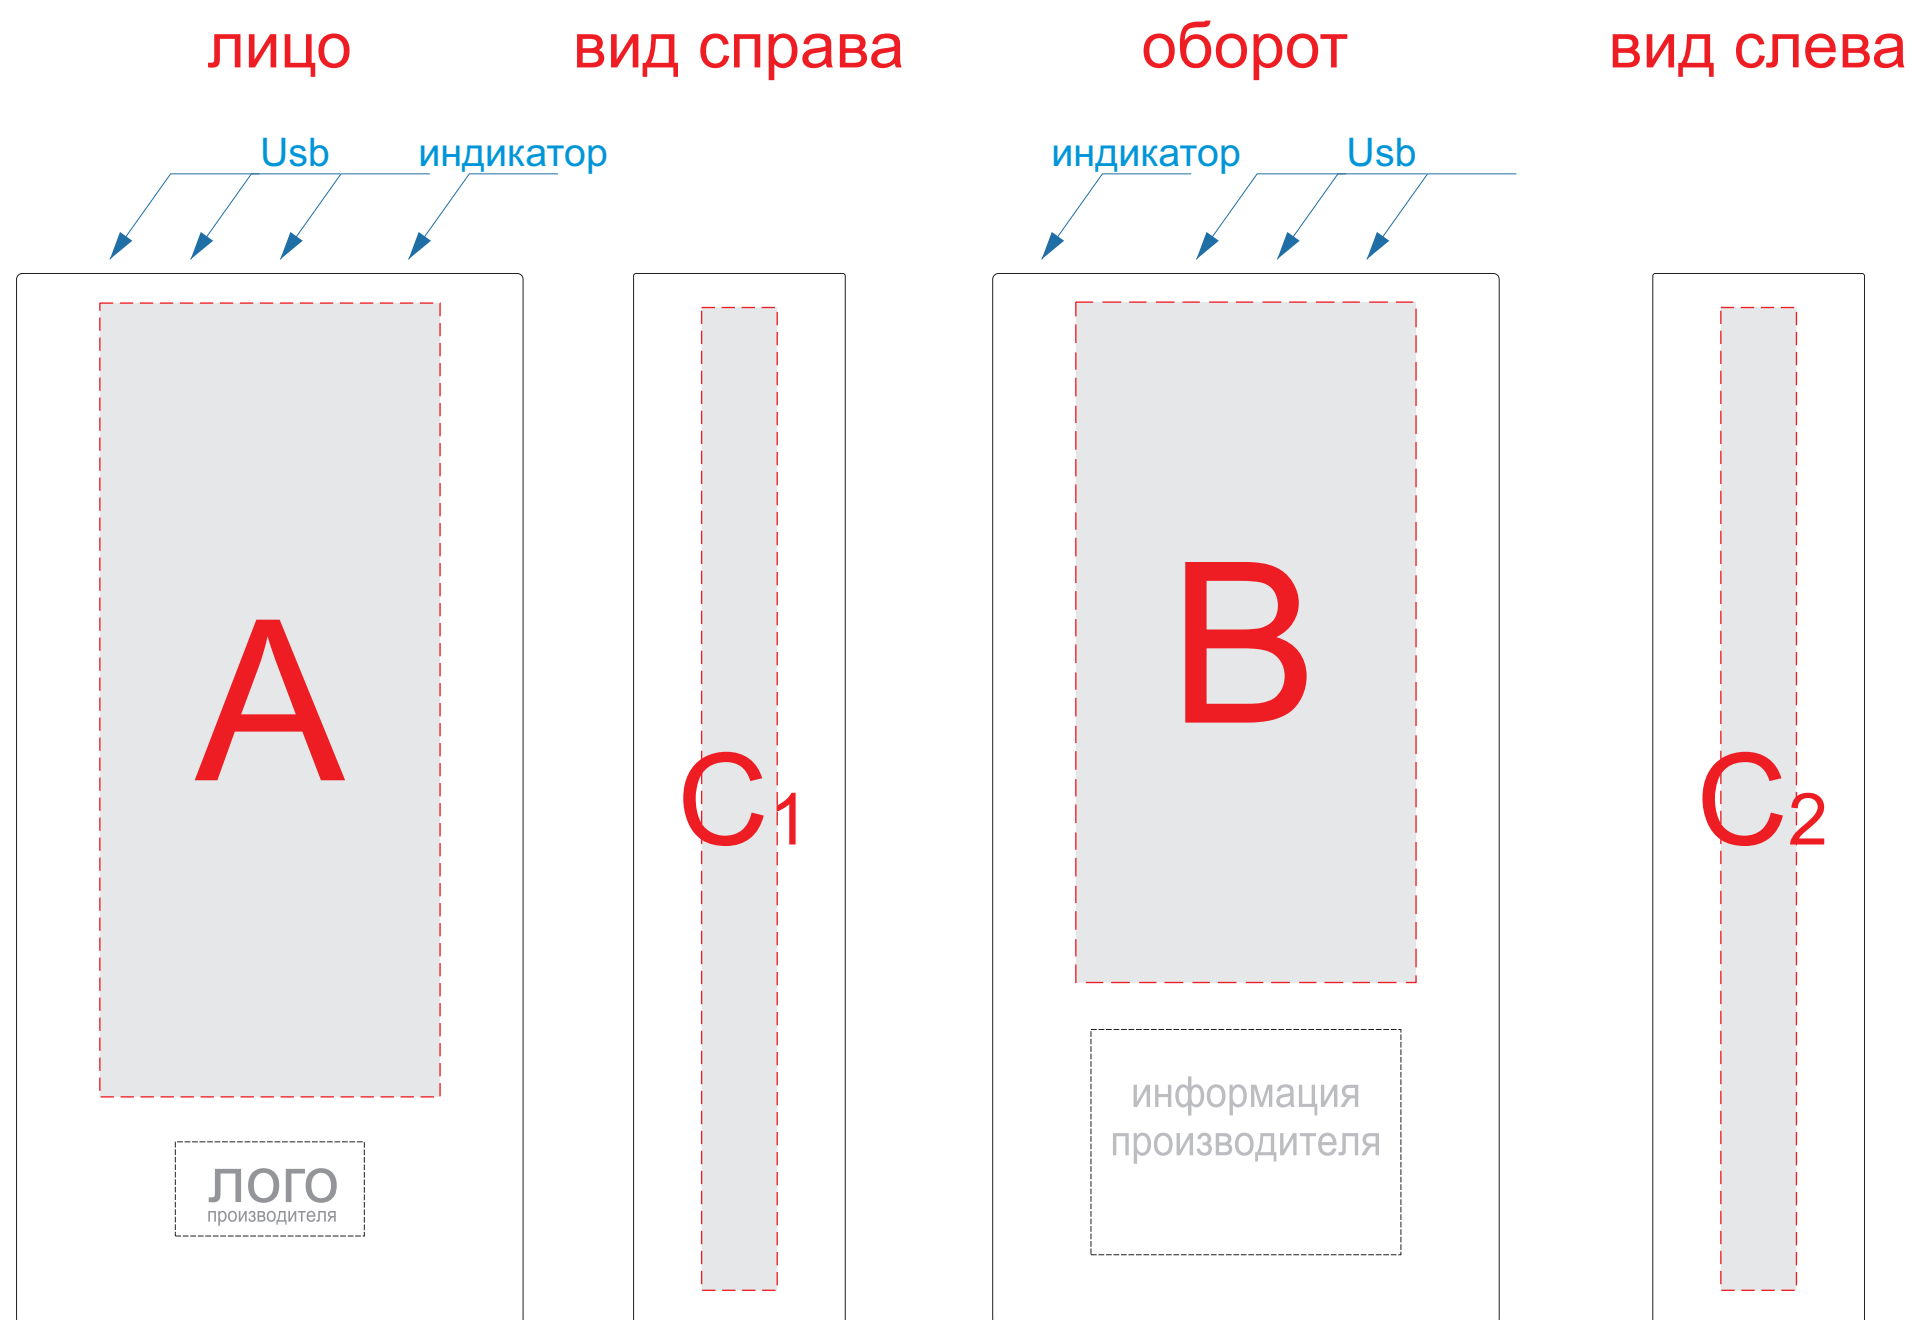 лицо
вид справа
оборот
вид слева
Usb
индикатор
индикатор
Usb
A
C1
B
C2
лого
производителя
информация
производителя